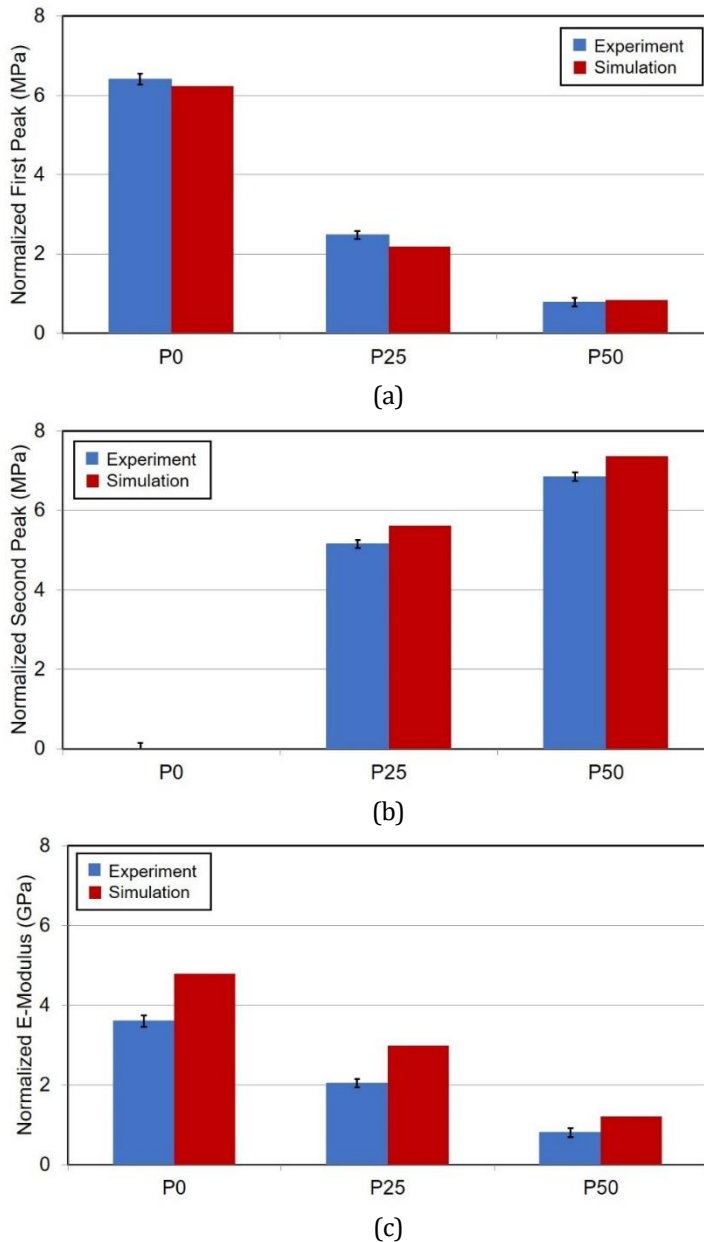 Normalized First Peak (MPa)
8
6
4
2
0
Experiment
Simulation
P0 P25 P50
(a)
Normalized Second Peak (MPa)
8
6
4
2
0
Experiment
Simulation
P0 P25 P50
(b)
Normalized E-Modulus (GPa)
8
6
4
2
0
Experiment
Simulation
P0 P25 P50
(c)